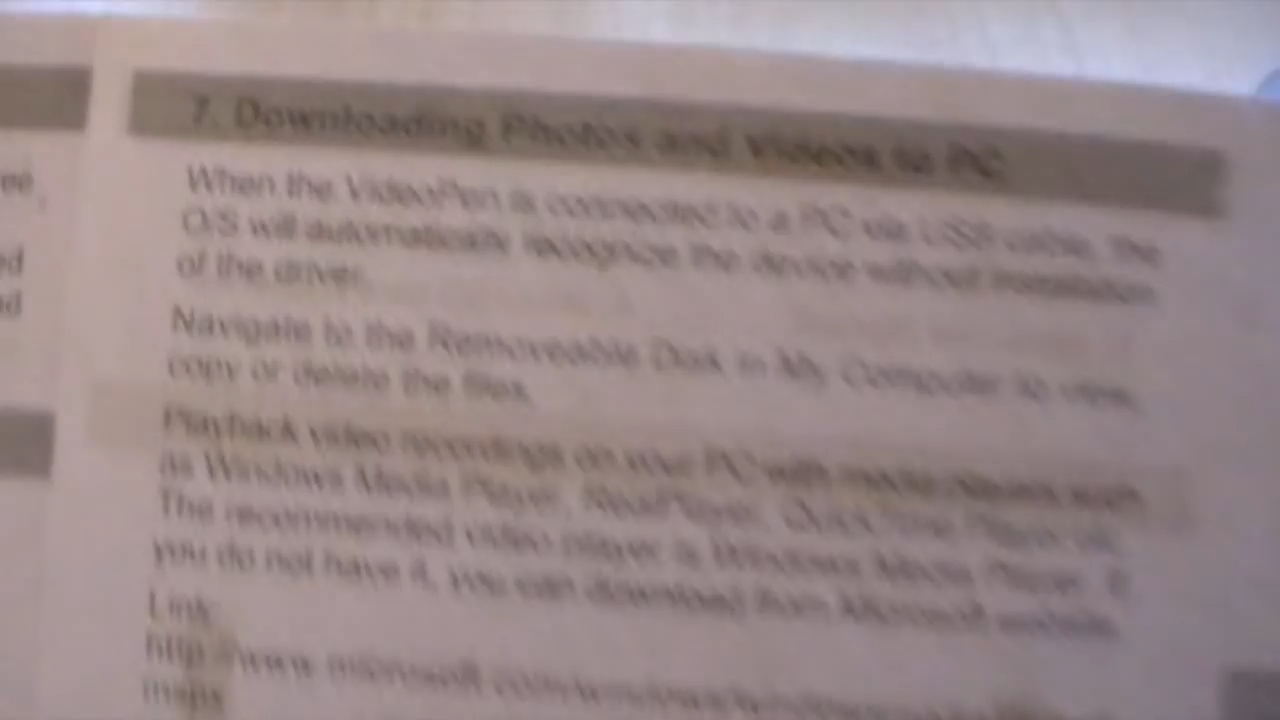 7. Downloading Photos and Videos to PC
When the VideoPen is connected to a PC via USB cable, the
O/S will automatically recognize the device without installation
of the driver.
Navigate to the Removeable Disk in My Computer to view,
copy or delete the files.
Playback video recordings on your PC with media players such
as Windows Media Player, RealPlayer, QuickTime Player etc.
The recommended video player is Windows Media Player. If
you do not have it, you can download from Microsoft website.
Link:
http://www.microsoft.com/windows/
ed